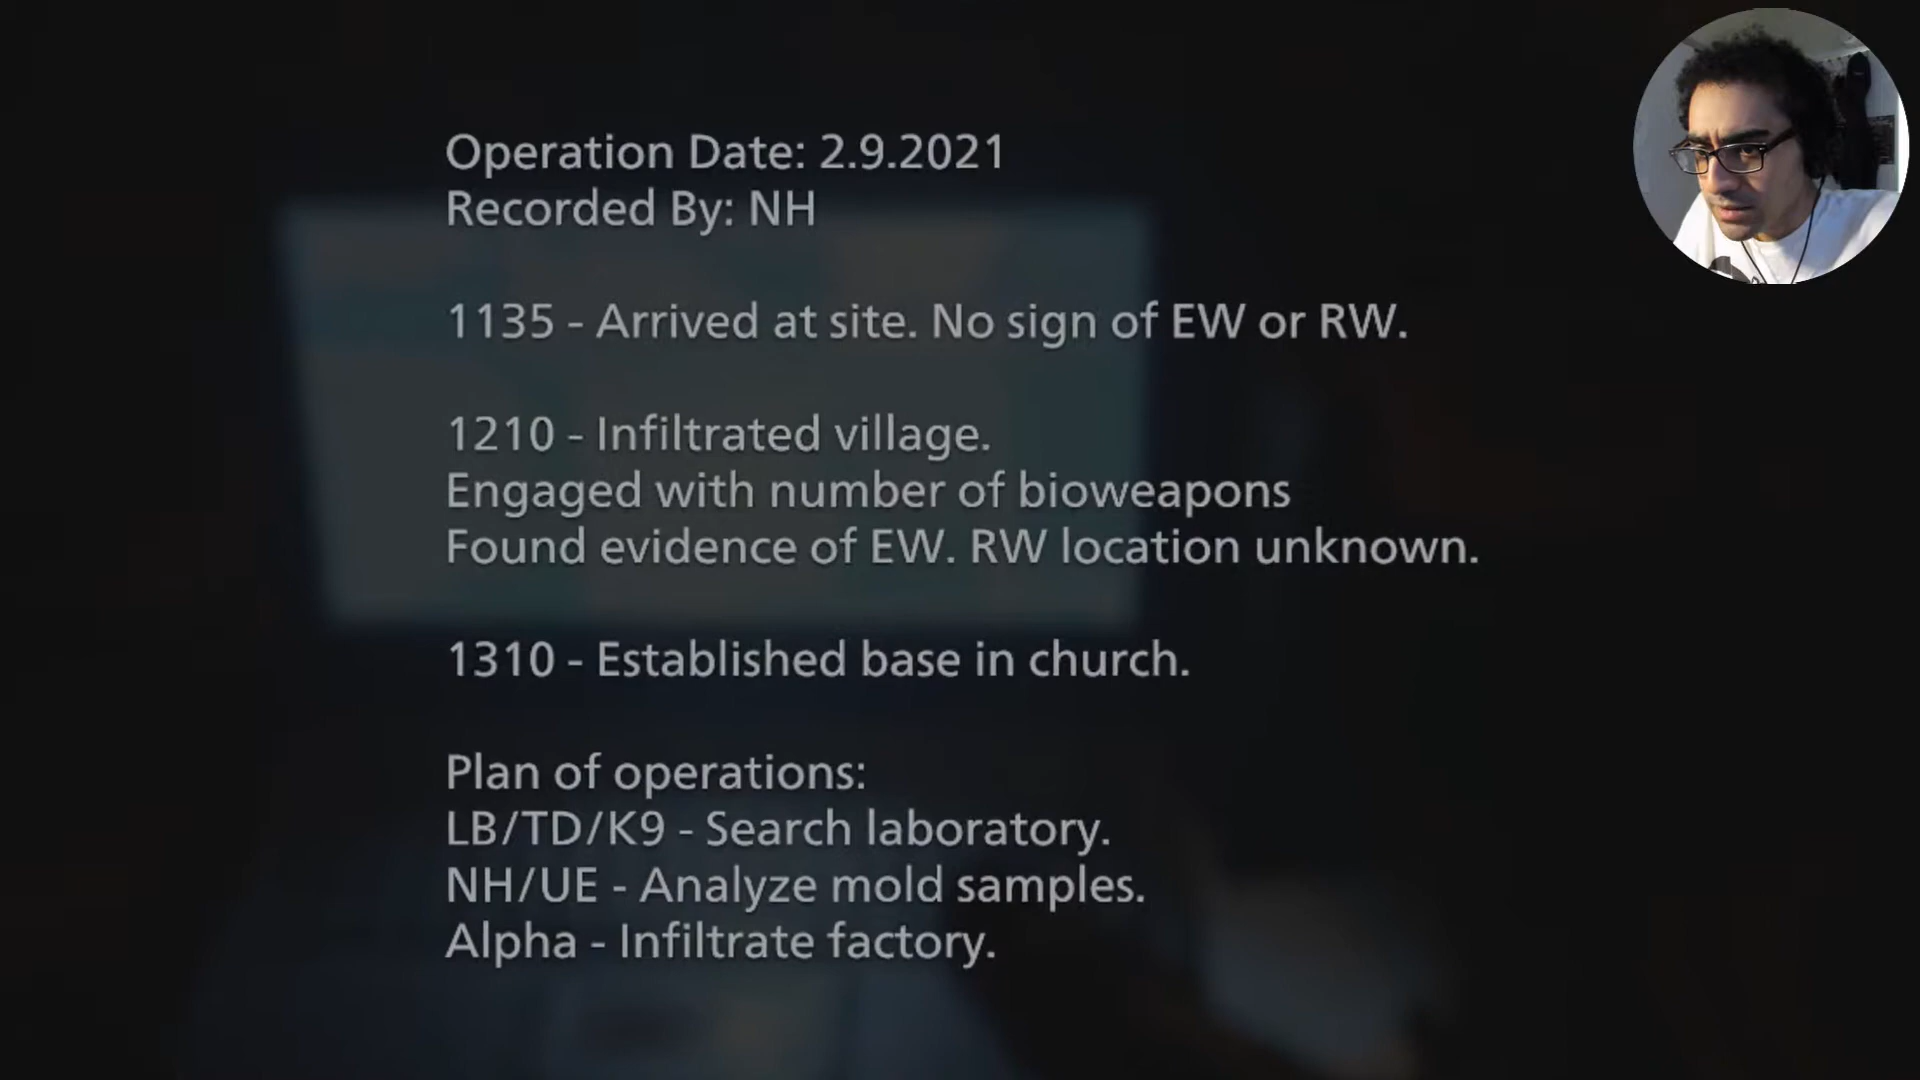 Operation Date: 2.9.2021
Recorded By: NH
1135 - Arrived at site. No sign of EW or RW.
1210 - Infiltrated village.
Engaged with number of bioweapons
Found evidence of EW. RW location unknown.
1310 - Established base in church.
Plan of operations:
LB/TD/K9 - Search laboratory.
NH/UE - Analyze mold samples.
Alpha - Infiltrate factory.